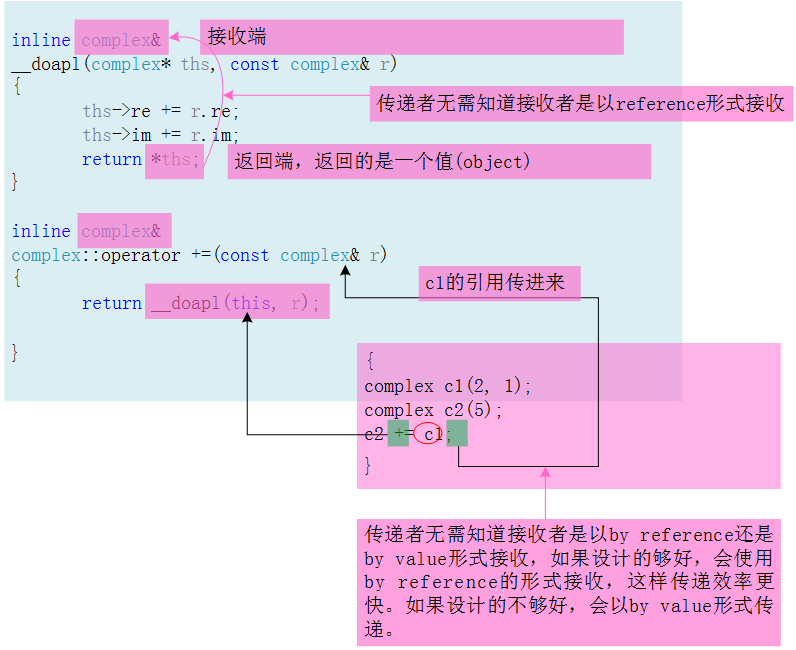 inline complex&
接收端
__doapl(complex* ths, const complex& r)
{
传递者无需知道接收者是以reference形式接收
ths->re += r.re;
ths->im += r.im;
return *ths;
返回端，返回的是一个值(object)
}
inline complex&
complex::operator +=(const complex& r)
{
c1的引用传进来
return __doapl(this, r);
}
{
complex c1(2, 1);
complex c2(5);
c2 += c1;
}
传递者无需知道接收者是以by reference还是
by value形式接收，如果设计的够好，会使用
by reference的形式接收，这样传递效率更
快。如果设计的不够好，会以by value形式传
递。